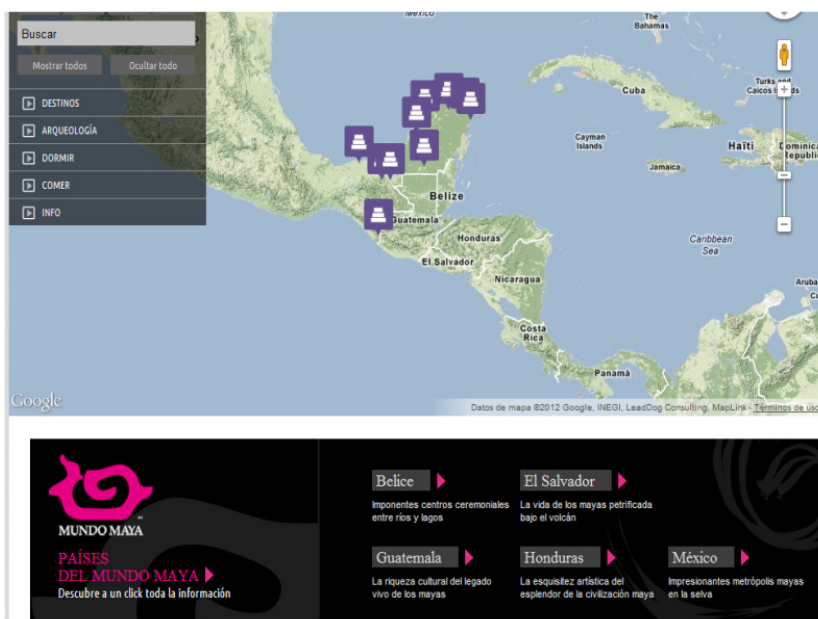 México
Buscar
Mostrar todos
Ocultar todo
DESTINOS
ARQUEOLOGÍA
DORMIR
COMER
INFO
The
Bahamas
Cuba
Turks and
Caicos
Cayman
Islands
Haïti
Dominica
Republi
Jamaica
Belize
Guatemala
Honduras
El Salvador
Nicaragua
Caribbean
Sea
Aruba
Costa
Rica
Panamá
Google
Datos de mapa ©2012 Google, INEGI, LeadDog Consulting, MapLink - Términos de uso
MUNDO MAYA
PAÍSES
DEL MUNDO MAYA
Descubre a un click toda la información
Belice
Imponentes centros ceremoniales
entre ríos y lagos
El Salvador
La vida de los mayas petrificada
bajo el volcán
Guatemala
La riqueza cultural del legado
vivo de los mayas
Honduras
La esquisitez artística del
esplendor de la civilización maya
México
Impresionantes metrópolis mayas
en la selva